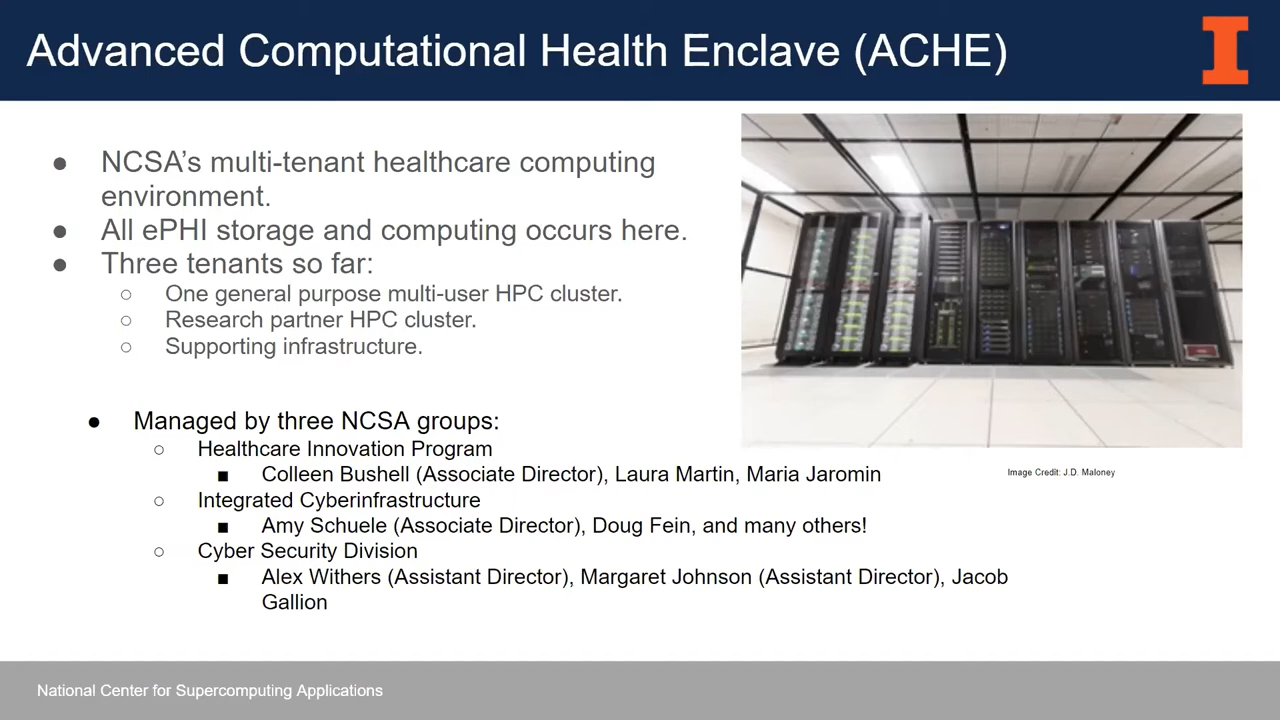 Advanced Computational Health Enclave (ACHE)
● NCSA’s multi-tenant healthcare computing
environment.
● All ePHI storage and computing occurs here.
● Three tenants so far:
○ One general purpose multi-user HPC cluster.
○ Research partner HPC cluster.
○ Supporting infrastructure.
● Managed by three NCSA groups:
○ Healthcare Innovation Program
■ Colleen Bushell (Associate Director), Laura Martin, Maria Jaromin
○ Integrated Cyberinfrastructure
■ Amy Schuele (Associate Director), Doug Fein, and many others!
○ Cyber Security Division
■ Alex Withers (Assistant Director), Margaret Johnson (Assistant Director), Jacob
Gallion
Image Credit: J.D. Maloney
National Center for Supercomputing Applications